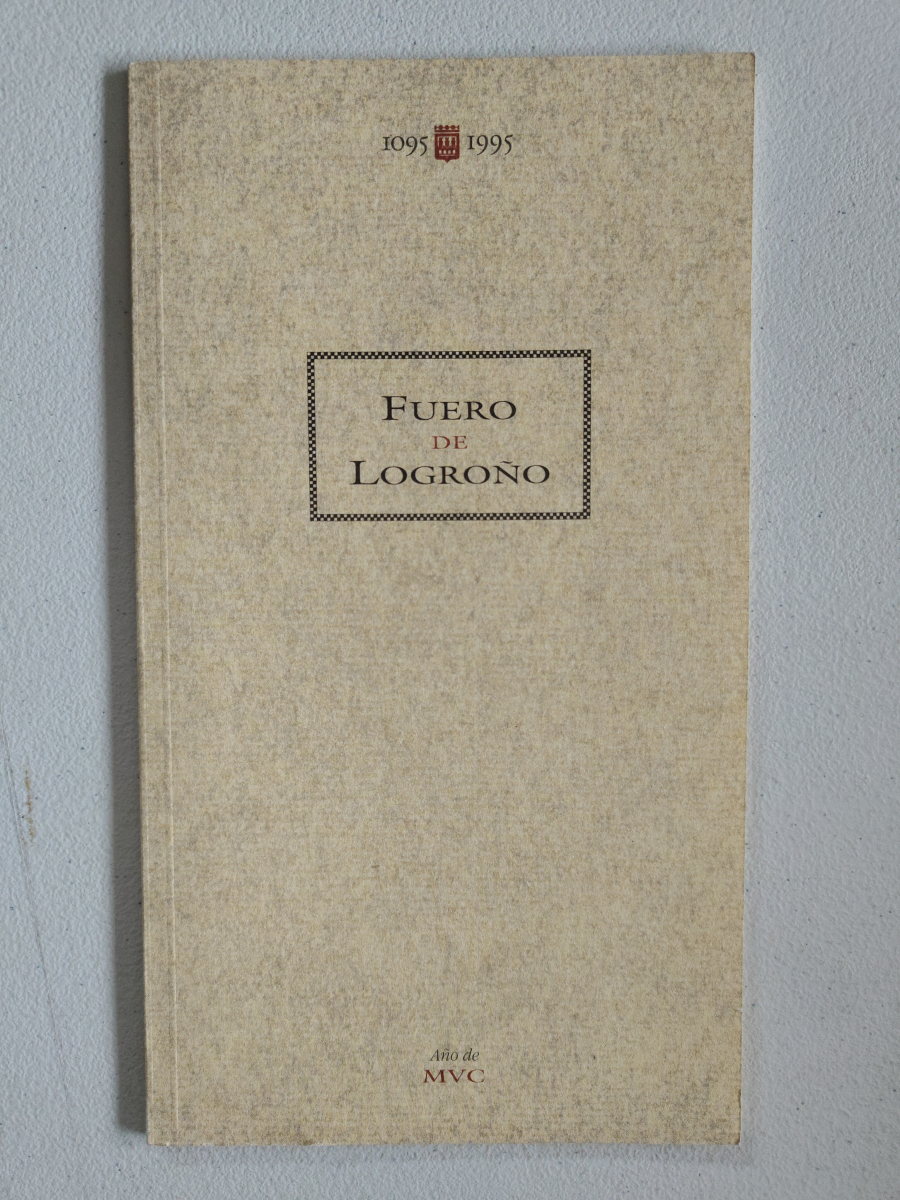 1095 1995
FUERO
DE
LOGROÑO
Año de
MVC